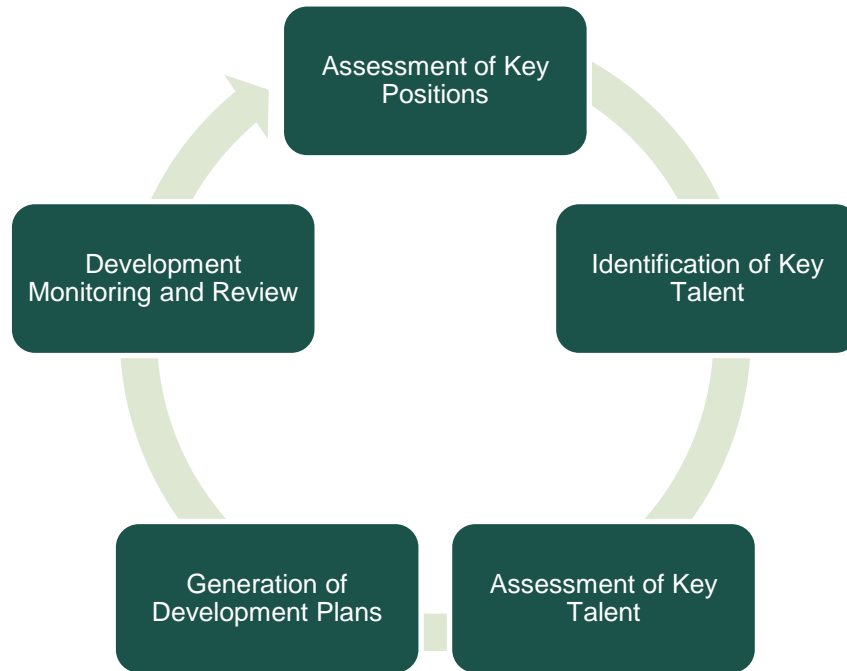 Assessment of Key
Positions
Identification of Key
Talent
Assessment of Key
Talent
Generation of
Development Plans
Development
Monitoring and Review